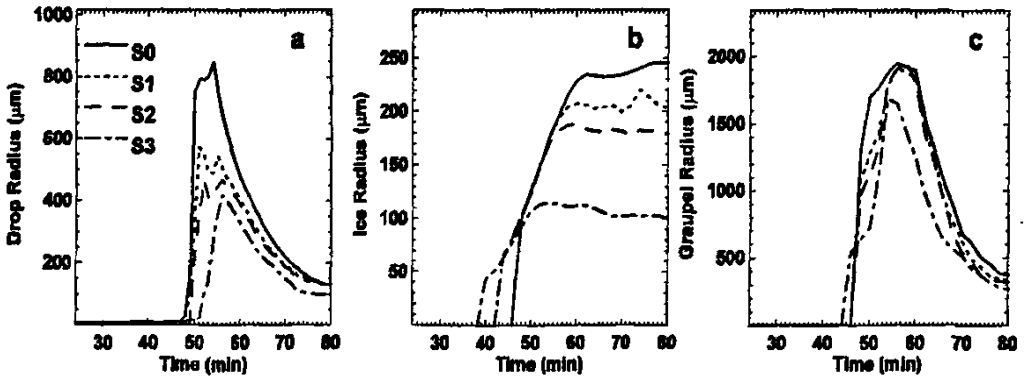 a
1000
800
600
400
200
Drop Radius (μm)
S0
S1
S2
S3
30 40 50 60 70 80
Time (min)
b
250
200
150
100
50
Ice Radius (μm)
30 40 50 60 70 80
Time (min)
c
2000
1500
1000
500
Graupel Radius (μm)
30 40 50 60 70 80
Time (min)